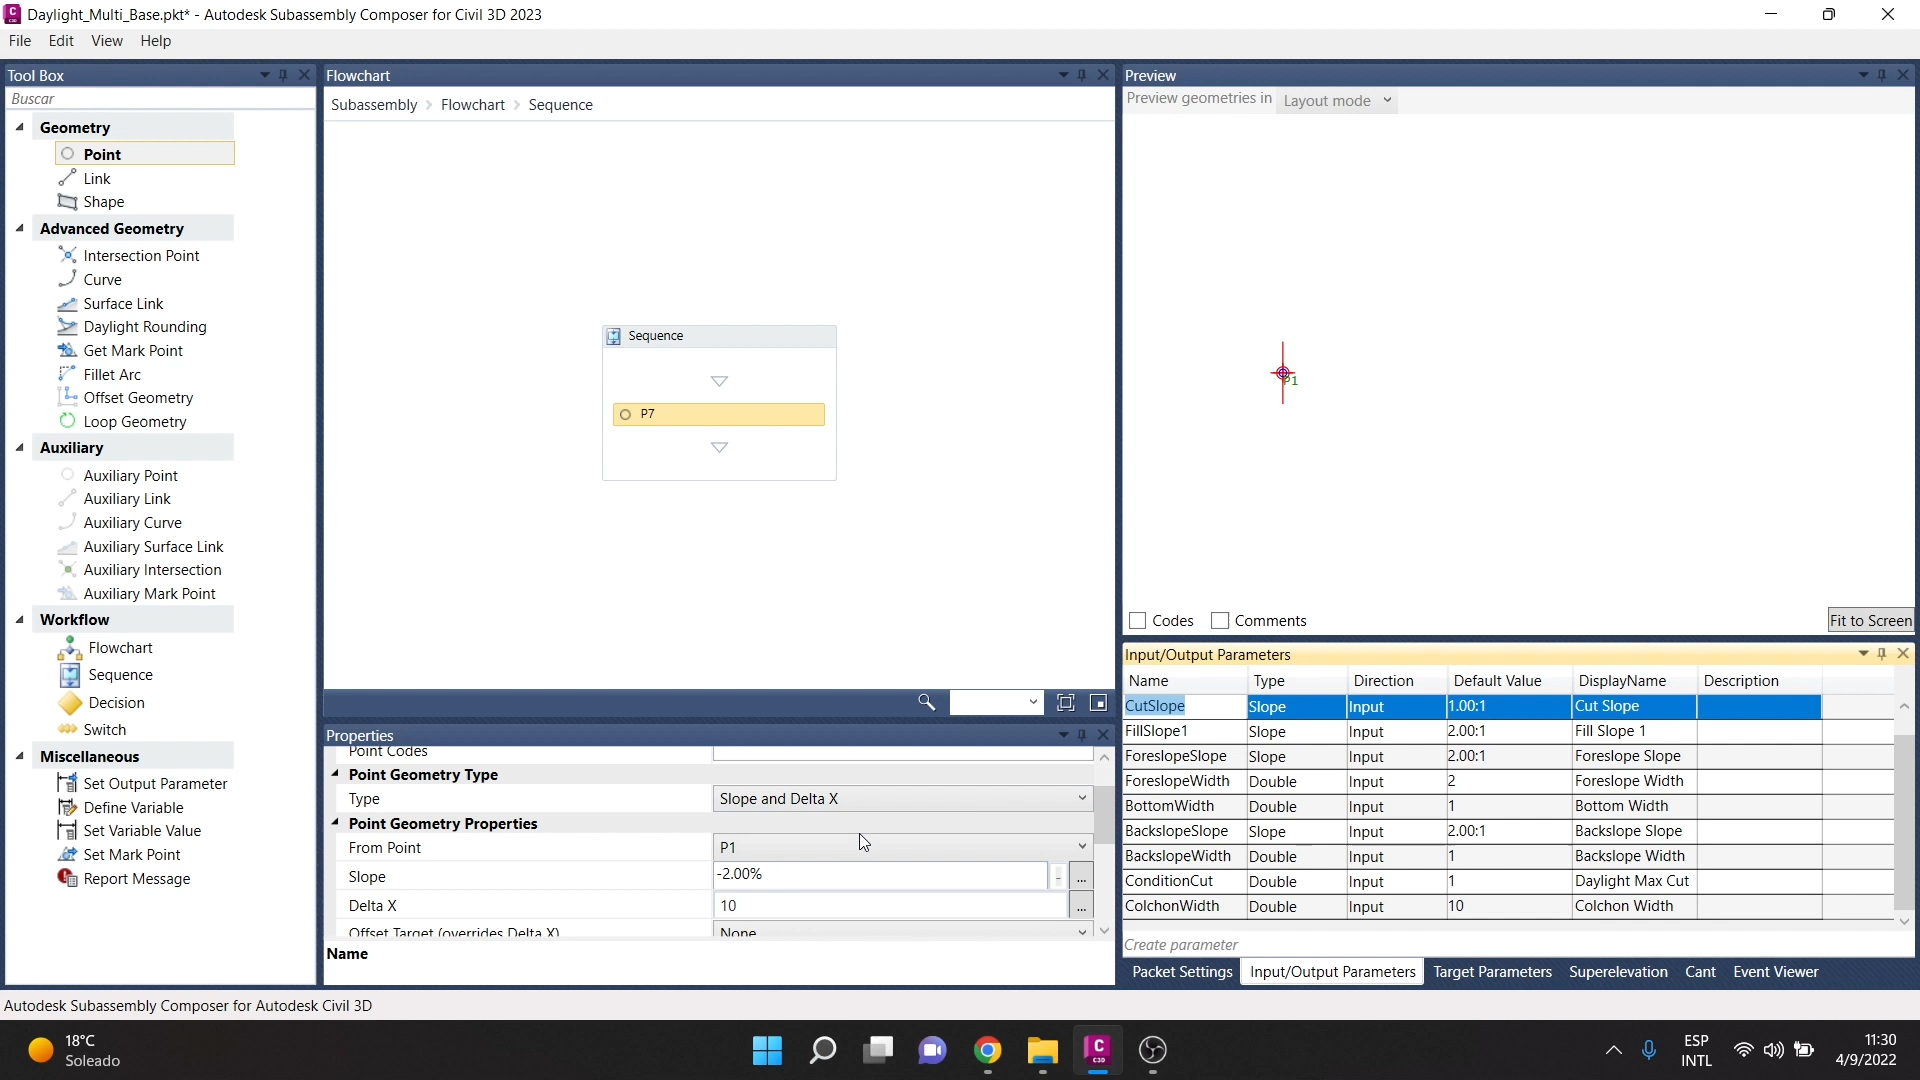 Daylight_Multi_Base.pkt* - Autodesk Subassembly Composer for Civil 3D 2023
File Edit View Help
Tool Box
Buscar
Geometry
Point
Link
Shape
Advanced Geometry
Intersection Point
Curve
Surface Link
Daylight Rounding
Get Mark Point
Fillet Arc
Offset Geometry
Loop Geometry
Auxiliary
Auxiliary Point
Auxiliary Link
Auxiliary Curve
Auxiliary Surface Link
Auxiliary Intersection
Auxiliary Mark Point
Workflow
Flowchart
Sequence
Decision
Switch
Miscellaneous
Set Output Parameter
Define Variable
Set Variable Value
Set Mark Point
Report Message
Flowchart
Subassembly > Flowchart > Sequence
Sequence
P7
Properties
Point Codes
Point Geometry Type
Type Slope and Delta X
Point Geometry Properties
From Point P1
Slope -2.00% ...
Delta X 10 ...
Offset Target (overrides Delta X) None
Name
Preview
Preview geometries in Layout mode
P1
Codes Comments Fit to Screen
Input/Output Parameters
Name Type Direction Default Value DisplayName Description
CutSlope Slope Input 1.00:1 Cut Slope
FillSlope1 Slope Input 2.00:1 Fill Slope 1
ForeslopeSlope Slope Input 2.00:1 Foreslope Slope
ForeslopeWidth Double Input 2 Foreslope Width
BottomWidth Double Input 1 Bottom Width
BackslopeSlope Slope Input 2.00:1 Backslope Slope
BackslopeWidth Double Input 1 Backslope Width
ConditionCut Double Input 1 Daylight Max Cut
ColchonWidth Double Input 10 Colchon Width
Create parameter
Packet Settings Input/Output Parameters Target Parameters Superelevation Cant Event Viewer
Autodesk Subassembly Composer for Autodesk Civil 3D
18°C
Soleado
C
C3D
ESP
INTL
11:30
4/9/2022